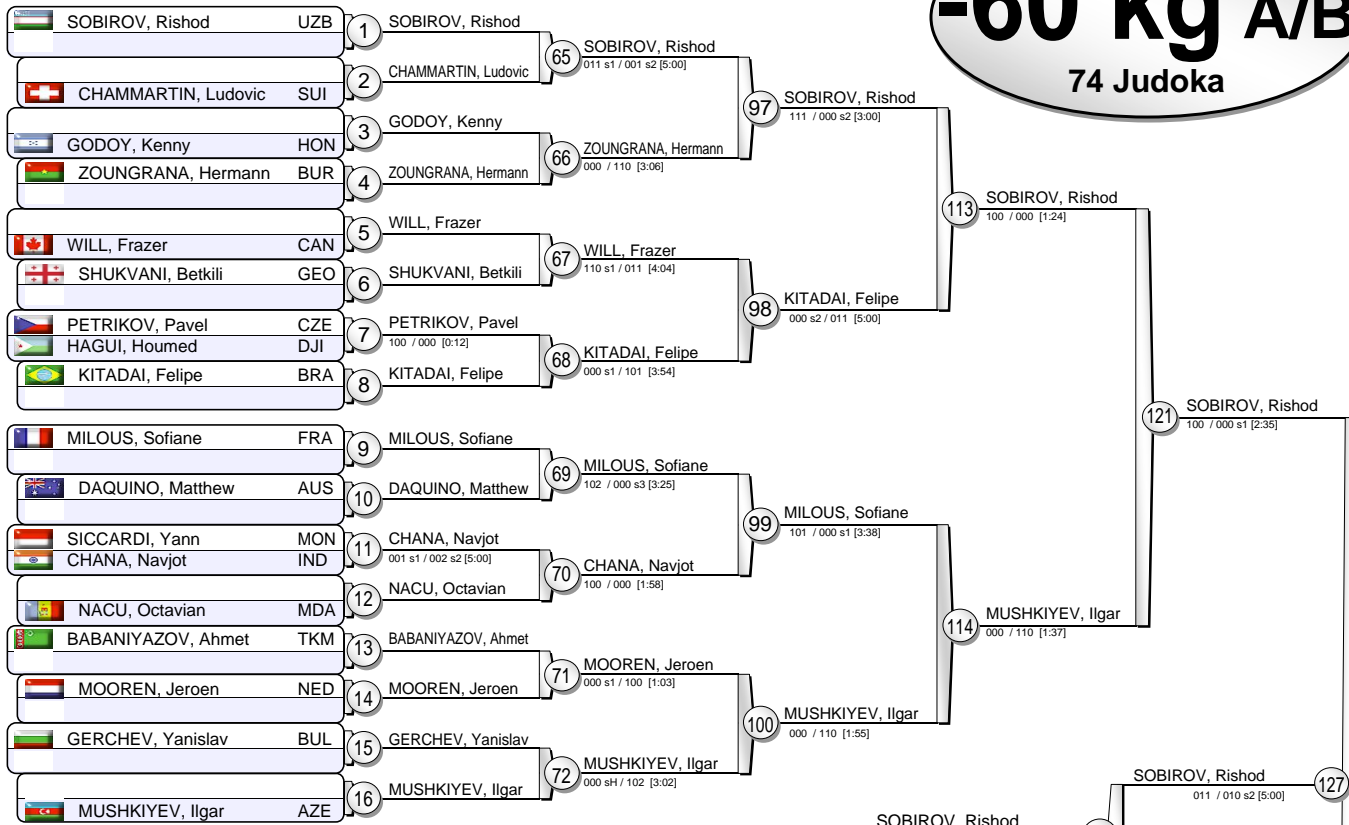 -60 kg A/B
74 Judoka
SOBIROV, Rishod UZB
1
SOBIROV, Rishod
65
SOBIROV, Rishod
011 s1 / 001 s2 [5:00]
2
CHAMMARTIN, Ludovic
CHAMMARTIN, Ludovic SUI
97
SOBIROV, Rishod
111 / 000 s2 [3:00]
GODOY, Kenny HON
3
GODOY, Kenny
66
ZOUNGRANA, Hermann
000 / 110 [3:06]
ZOUNGRANA, Hermann BUR
4
ZOUNGRANA, Hermann
113
SOBIROV, Rishod
100 / 000 [1:24]
WILL, Frazer CAN
5
WILL, Frazer
67
WILL, Frazer
110 s1 / 011 [4:04]
SHUKVANI, Betkili GEO
6
SHUKVANI, Betkili
98
KITADAI, Felipe
000 s2 / 011 [5:00]
PETRIKOV, Pavel CZE
HAGUI, Houmed DJI
7
PETRIKOV, Pavel
100 / 000 [0:12]
68
KITADAI, Felipe
000 s1 / 101 [3:54]
KITADAI, Felipe BRA
8
KITADAI, Felipe
121
SOBIROV, Rishod
100 / 000 s1 [2:35]
MILOUS, Sofiane FRA
9
MILOUS, Sofiane
69
MILOUS, Sofiane
102 / 000 s3 [3:25]
DAQUINO, Matthew AUS
10
DAQUINO, Matthew
99
MILOUS, Sofiane
101 / 000 s1 [3:38]
SICCARDI, Yann MON
CHANA, Navjot IND
11
CHANA, Navjot
001 s1 / 002 s2 [5:00]
70
CHANA, Navjot
100 / 000 [1:58]
NACU, Octavian MDA
12
NACU, Octavian
114
MUSHKIYEV, Ilgar
000 / 110 [1:37]
BABANIYAZOV, Ahmet TKM
13
BABANIYAZOV, Ahmet
71
MOOREN, Jeroen
000 s1 / 100 [1:03]
MOOREN, Jeroen NED
14
MOOREN, Jeroen
100
MUSHKIYEV, Ilgar
000 / 110 [1:55]
GERCHEV, Yanislav BUL
15
GERCHEV, Yanislav
72
MUSHKIYEV, Ilgar
000 sH / 102 [3:02]
MUSHKIYEV, Ilgar AZE
16
MUSHKIYEV, Ilgar
SOBIROV, Rishod
011 / 010 s2 [5:00]
127
SOBIROV, Rishod